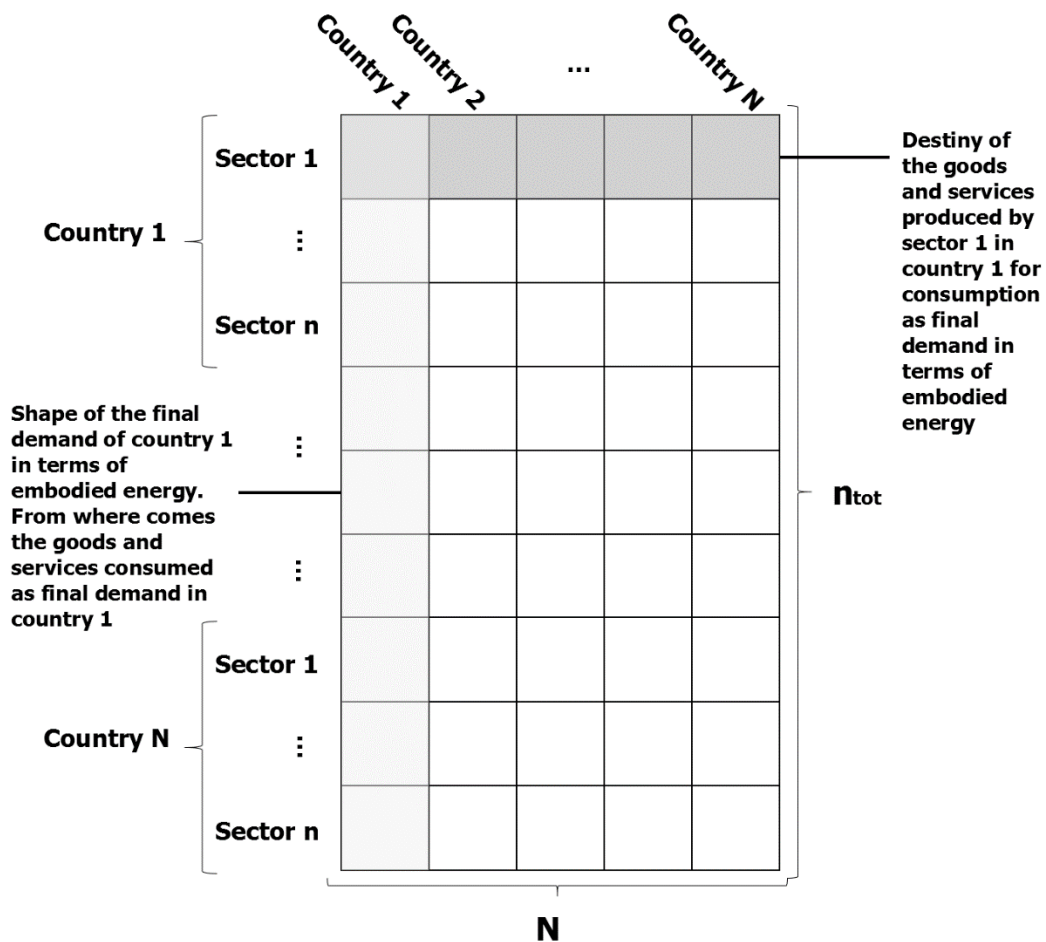 Country 1
Country 2
...
Country N
Sector 1
Country 1
...
Sector n
Destiny of
the goods
and services
produced by
sector 1 in
country 1 for
consumption
as final
demand in
terms of
embodied
energy
Shape of the final
demand of country 1
in terms of
embodied energy.
From where comes
the goods and
services consumed
as final demand in
country 1
...
...
ntot
Sector 1
Country N
...
Sector n
N